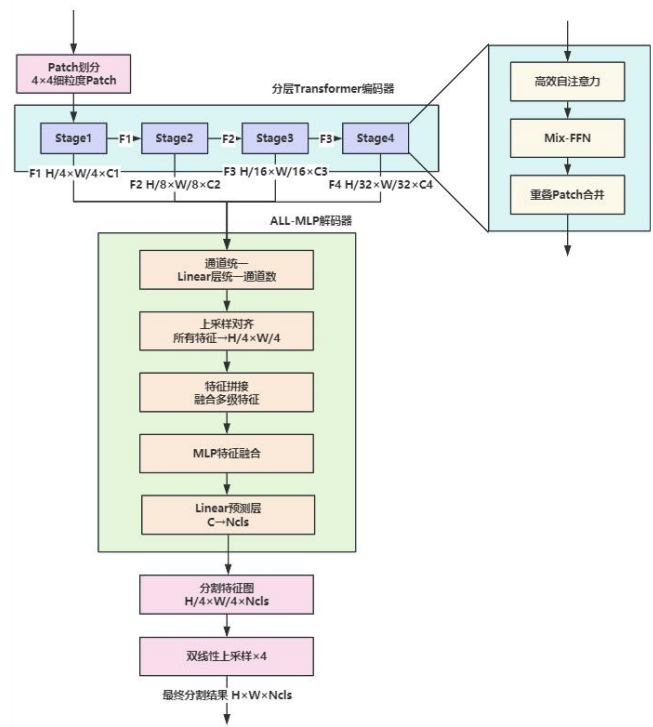 Patch划分
4×4细粒度Patch
分层Transformer编码器
Stage1
F1
Stage2
F2
Stage3
F3
Stage4
F1 H/4×W/4×C1
F2 H/8×W/8×C2
F3 H/16×W/16×C3
F4 H/32×W/32×C4
高效自注意力
Mix-FFN
重叠Patch合并
ALL-MLP解码器
通道统一
Linear层统一通道数
上采样对齐
所有特征→H/4×W/4
特征拼接
融合多级特征
MLP特征融合
Linear预测层
C→Ncls
分割特征图
H/4×W/4×Ncls
双线性上采样×4
最终分割结果 H×W×Ncls